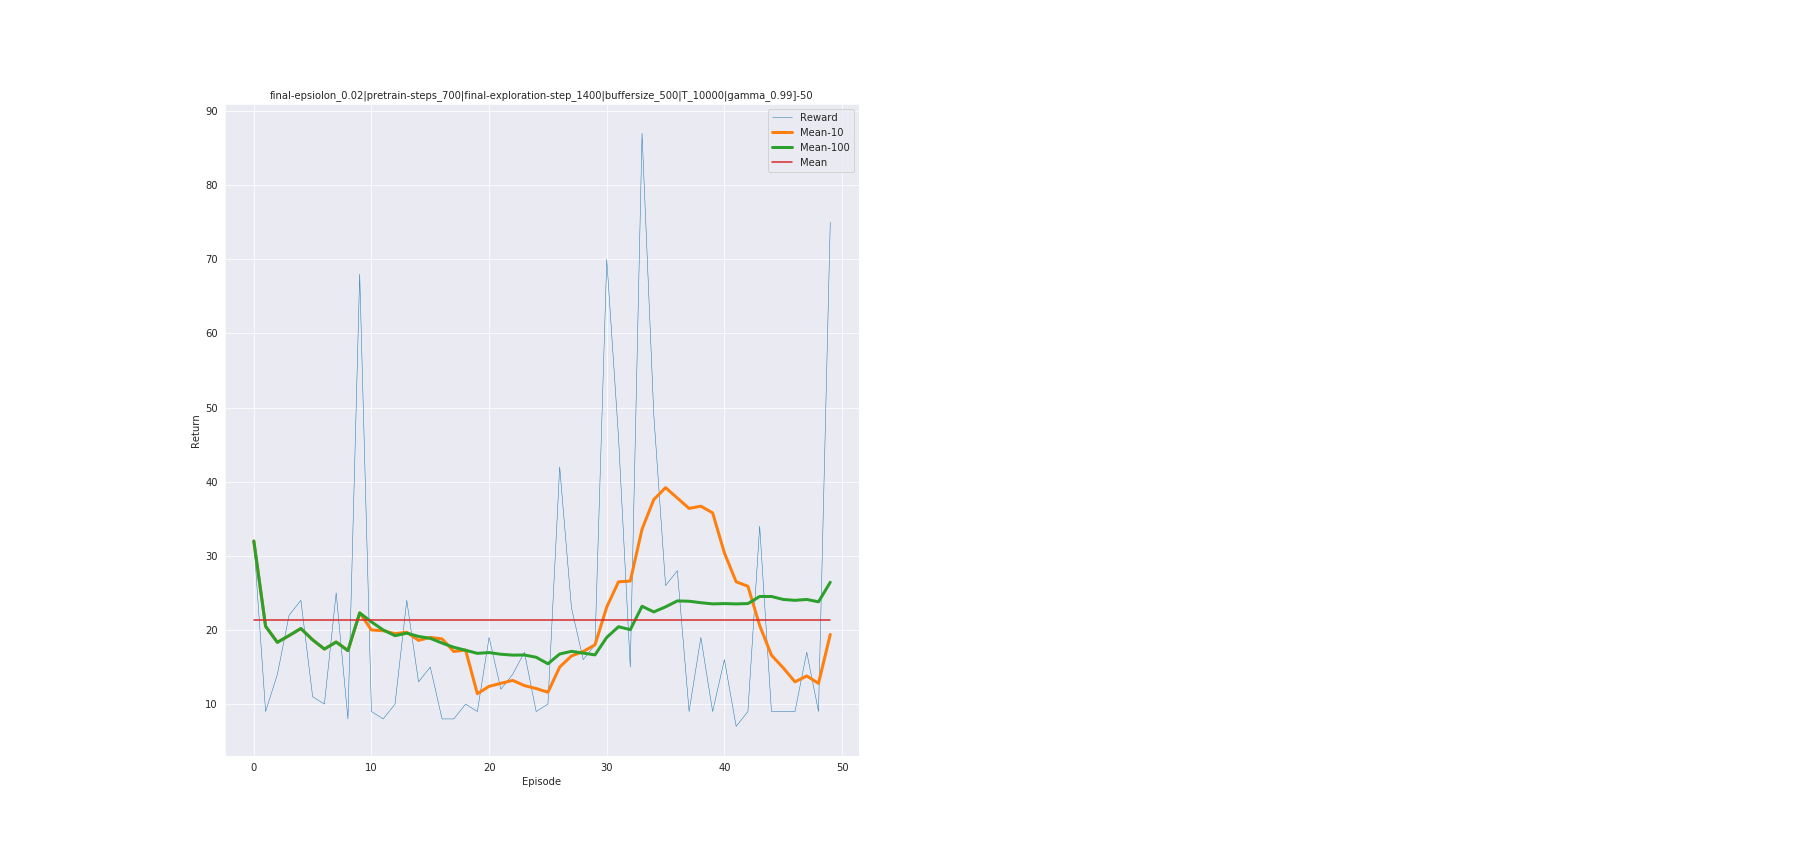 final-epsiolon_0.02|pretrain-steps_700|final-exploration-step_1400|buffersize_500|T_10000|gamma_0.99]-50
90
80
70
60
50
40
30
20
10
Return
Reward
Mean-10
Mean-100
Mean
0 10 20 30 40 50
Episode